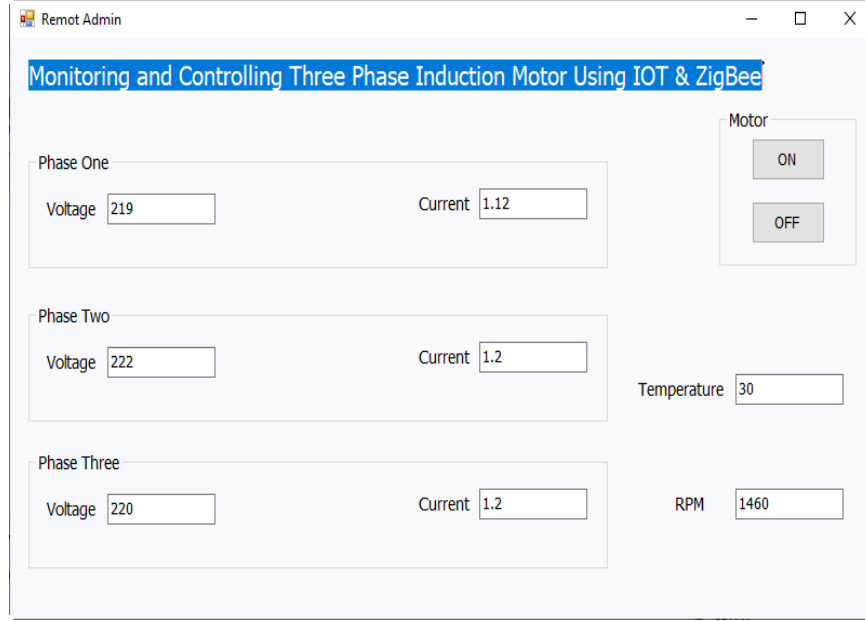 Remot Admin
Monitoring and Controlling Three Phase Induction Motor Using IOT & ZigBee
Motor
ON
OFF
Phase One
Voltage 219 Current 1.12
Phase Two
Voltage 222 Current 1.2
Temperature 30
Phase Three
Voltage 220 Current 1.2
RPM 1460